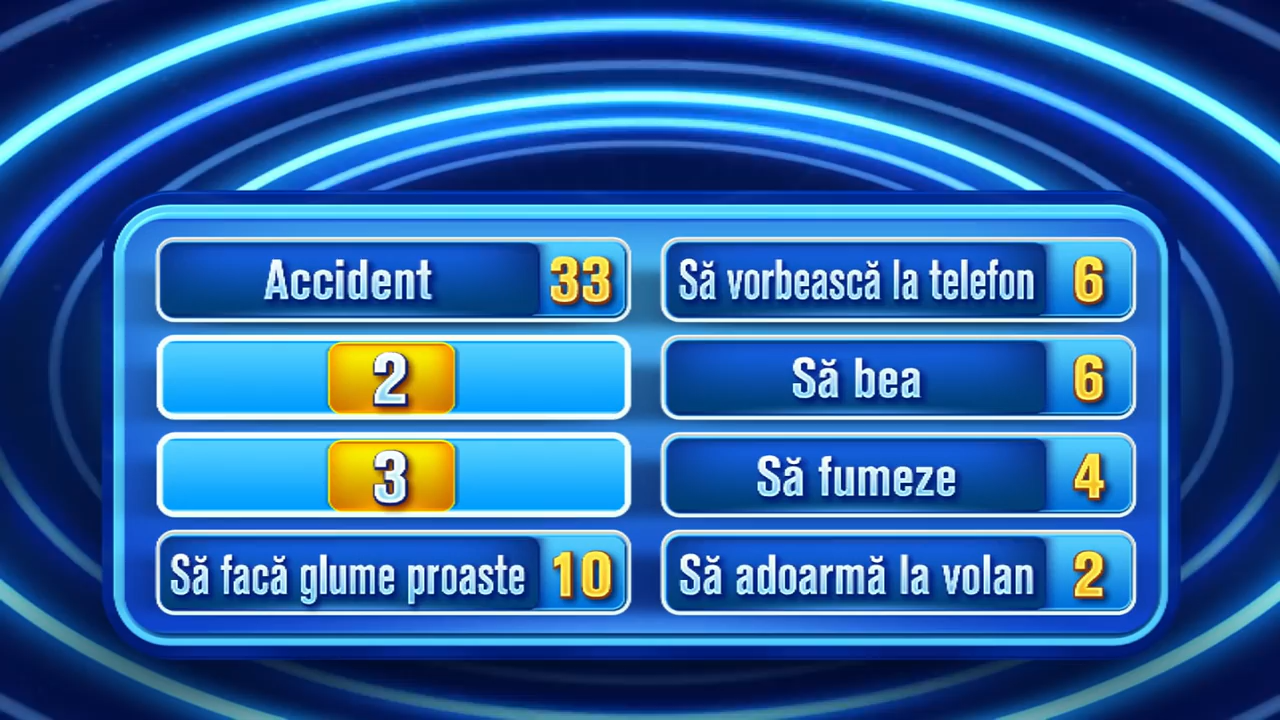 Accident 33
2
3
Să facă glume proaste 10
Să vorbească la telefon 6
Să bea 6
Să fumeze 4
Să adoarmă la volan 2